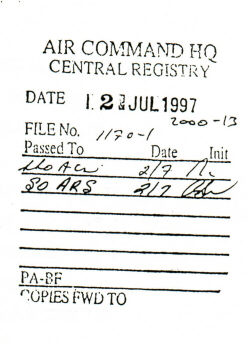 AIR COMMAND HQ
CENTRAL REGISTRY
DATE 12 JUL 1997
2000-13
FILE No. 1170-1
Passed To Date Init
2/7
SO ARS 2/7
PA-BF
COPIES FWD TO